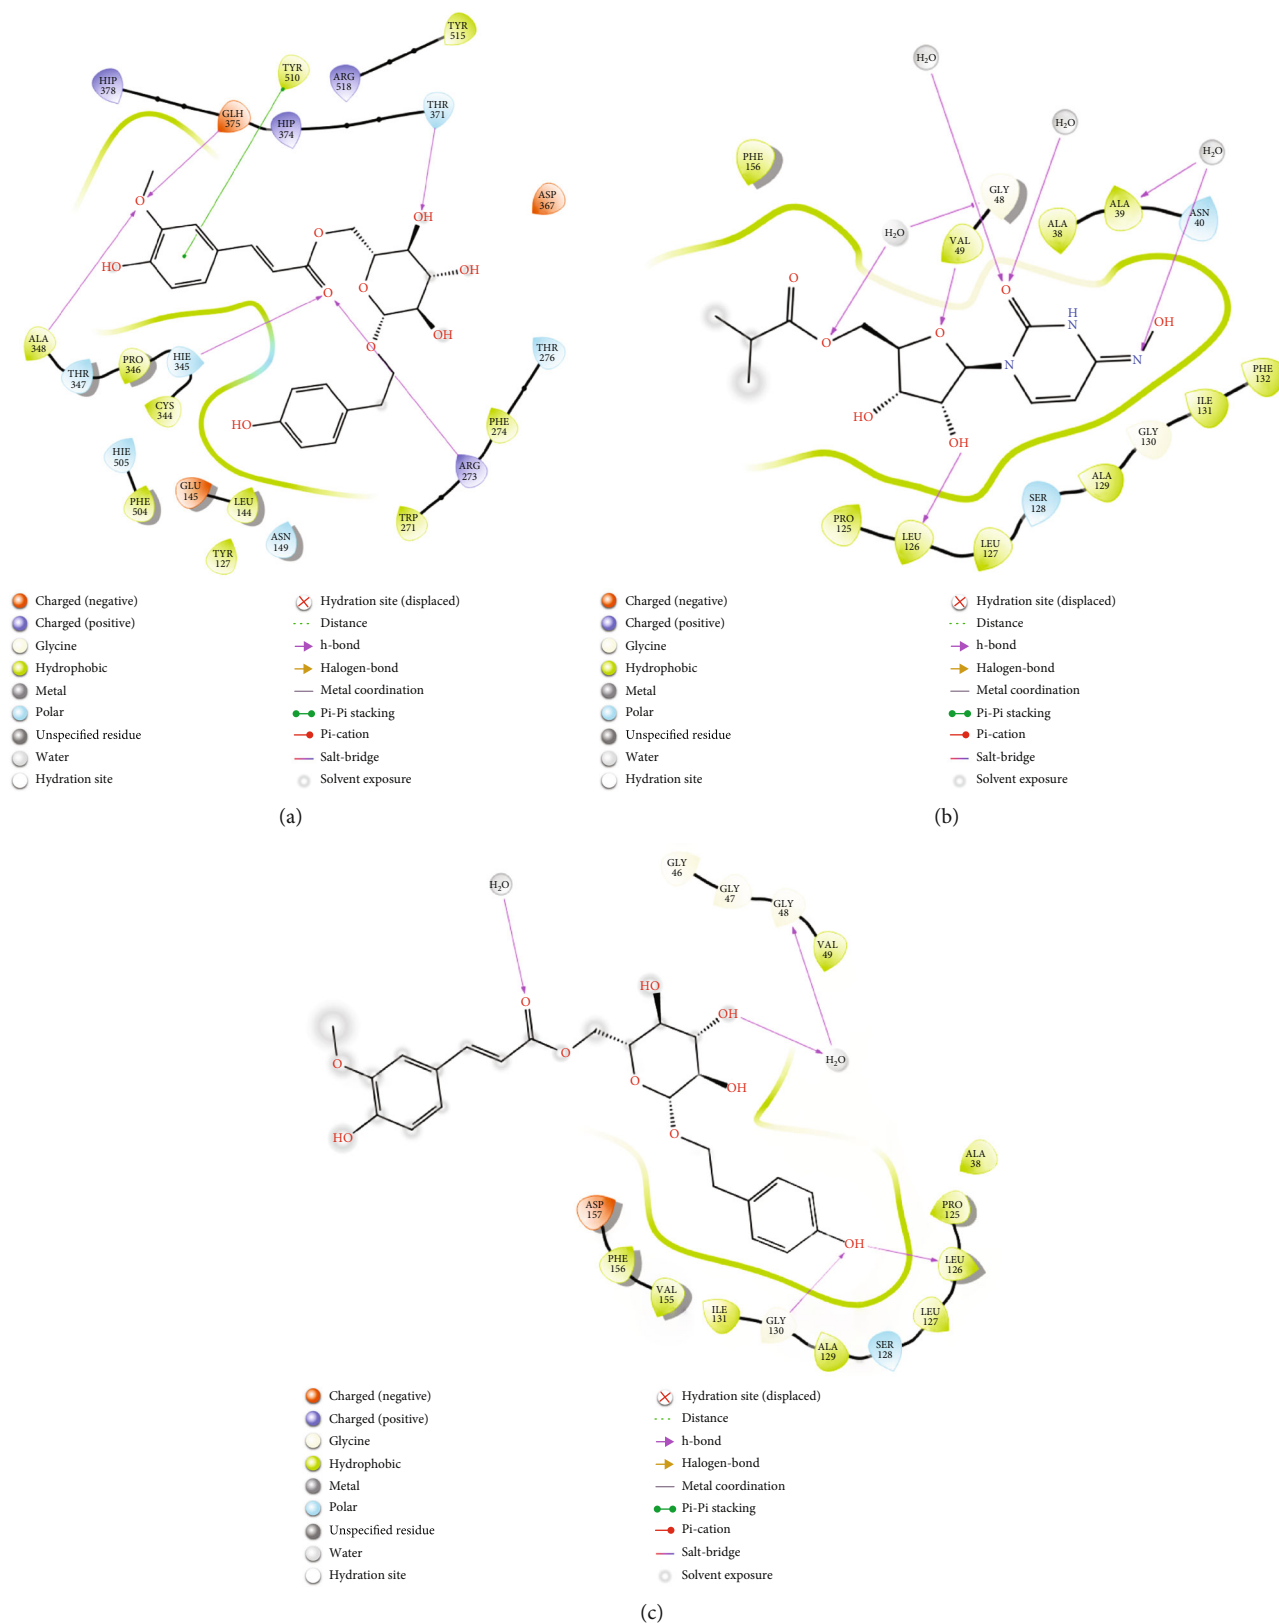 TYR
515
TYR
510
ARG
518
HIP
378
GLH
375
HIP
374
THR
371
ASP
367
O
OH
O
O
HO
O
O
OH
OH
O
ALA
348
THR
347
PRO
346
HIE
345
CYS
344
THR
276
HO
PHE
274
ARG
273
HIE
505
PHE
504
GLU
145
LEU
144
TRP
271
ASN
149
TYR
127
Charged (negative)
Charged (positive)
Glycine
Hydrophobic
Metal
Polar
Unspecified residue
Water
Hydration site
Hydration site (displaced)
Distance
h-bond
Halogen-bond
Metal coordination
Pi-Pi stacking
Pi-cation
Salt-bridge
Solvent exposure
(a)
H₂O
H₂O
H₂O
PHE
156
GLY
48
ALA
39
ASN
40
ALA
38
H₂O
VAL
49
O
O
H
N
OH
O
O
N
N
HO
OH
PHE
132
ILE
131
GLY
130
ALA
129
SER
128
PRO
125
LEU
126
LEU
127
Charged (negative)
Charged (positive)
Glycine
Hydrophobic
Metal
Polar
Unspecified residue
Water
Hydration site
Hydration site (displaced)
Distance
h-bond
Halogen-bond
Metal coordination
Pi-Pi stacking
Pi-cation
Salt-bridge
Solvent exposure
(b)
H₂O
GLY
46
GLY
47
GLY
48
VAL
49
O
HO
OH
H₂O
O
O
O
OH
HO
O
ALA
38
ASP
157
PRO
125
PHE
156
OH
LEU
126
VAL
155
ILE
131
GLY
130
LEU
127
ALA
129
SER
128
Charged (negative)
Charged (positive)
Glycine
Hydrophobic
Metal
Polar
Unspecified residue
Water
Hydration site
Hydration site (displaced)
Distance
h-bond
Halogen-bond
Metal coordination
Pi-Pi stacking
Pi-cation
Salt-bridge
Solvent exposure
(c)